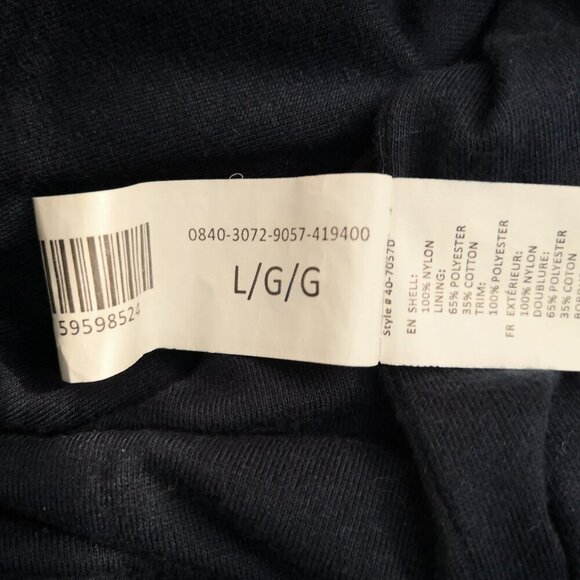 59598524
0840-3072-9057-419400
L/G/G
Style # 40-7057D
EN SHELL:
100% NYLON
LINING:
65% POLYESTER
35% COTTON
TRIM:
100% POLYESTER
FR EXTÉRIEUR:
100% NYLON
DOUBLURE:
65% POLYESTER
35% COTON